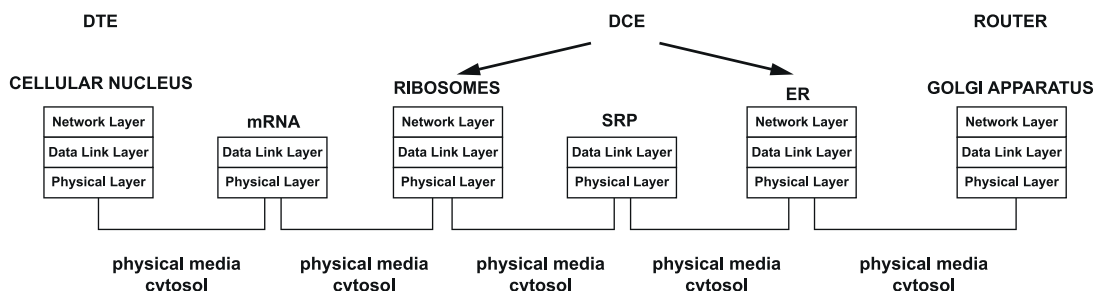 DTE
DCE
ROUTER
CELLULAR NUCLEUS
Network Layer
Data Link Layer
Physical Layer
mRNA
Data Link Layer
Physical Layer
RIBOSOMES
Network Layer
Data Link Layer
Physical Layer
SRP
Data Link Layer
Physical Layer
ER
Network Layer
Data Link Layer
Physical Layer
GOLGI APPARATUS
Network Layer
Data Link Layer
Physical Layer
physical media
cytosol
physical media
cytosol
physical media
cytosol
physical media
cytosol
physical media
cytosol